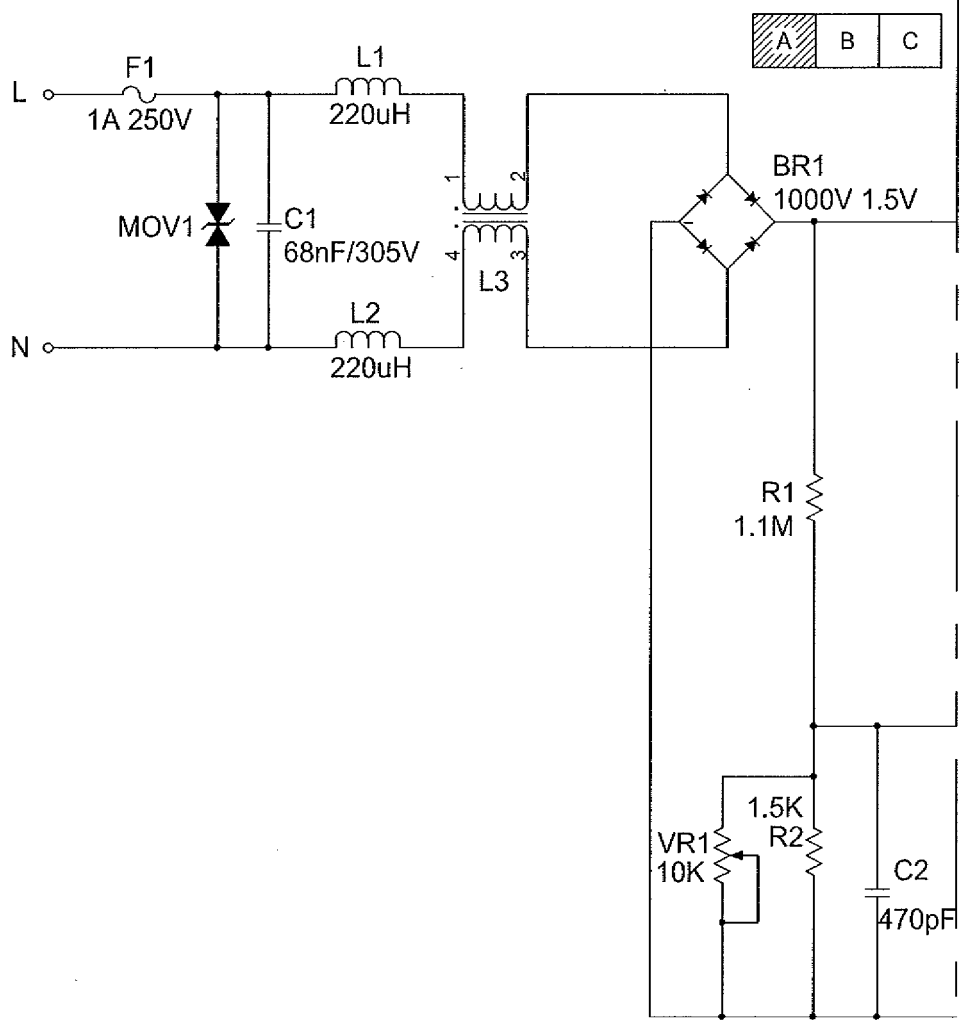 A B C
F1
L
1A 250V
L1
220uH
1 2
MOV1
C1
68nF/305V
4 3
L3
BR1
1000V 1.5V
-
L2
N
220uH
R1
1.1M
1.5K
R2
VR1
10K
C2
470pF